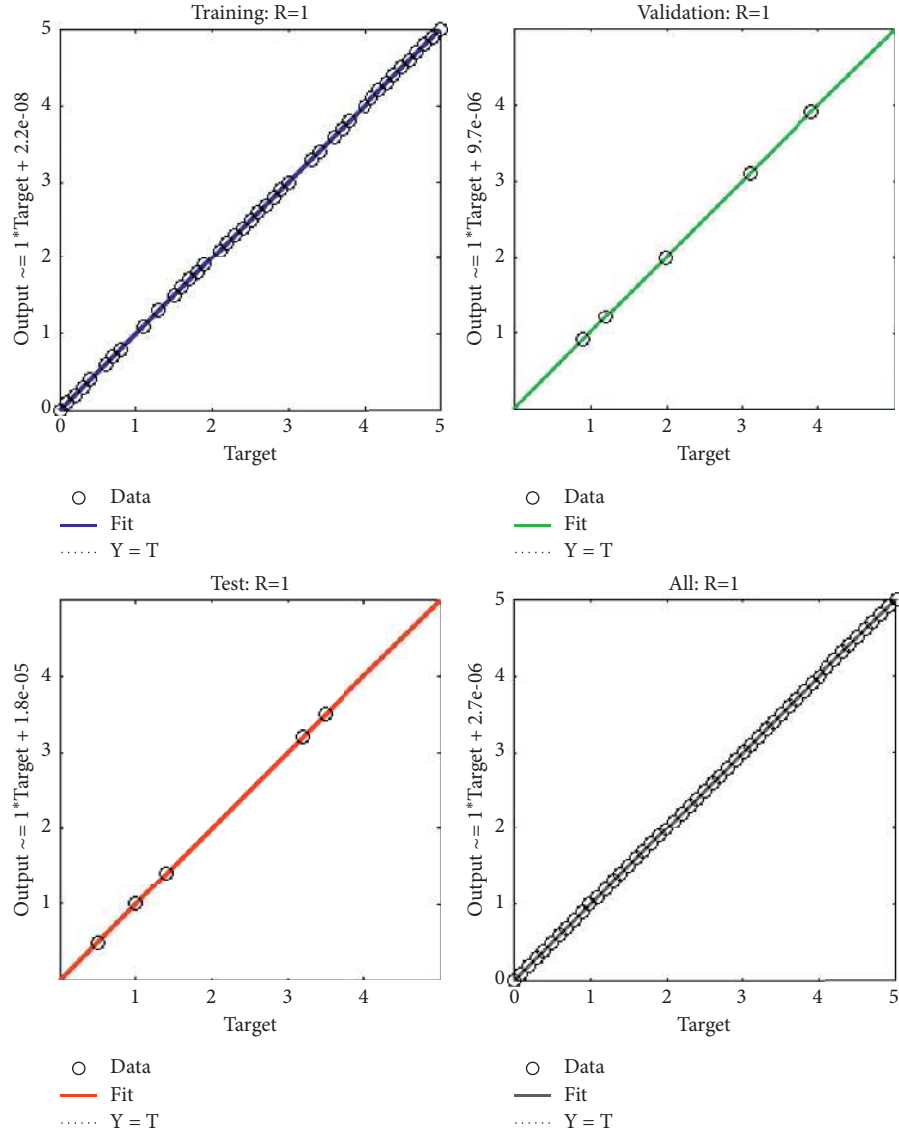 Training: R=1
Output ~= 1*Target + 2.2e-08
5
4
3
2
1
0
0 1 2 3 4 5
Target
Data
Fit
Y = T
Validation: R=1
Output ~= 1*Target + 9.7e-06
4
3
2
1
1 2 3 4
Target
Data
Fit
Y = T
Test: R=1
Output ~= 1*Target + 1.8e-05
4
3
2
1
1 2 3 4
Target
Data
Fit
Y = T
All: R=1
Output ~= 1*Target + 2.7e-06
5
4
3
2
1
0
0 1 2 3 4 5
Target
Data
Fit
Y = T